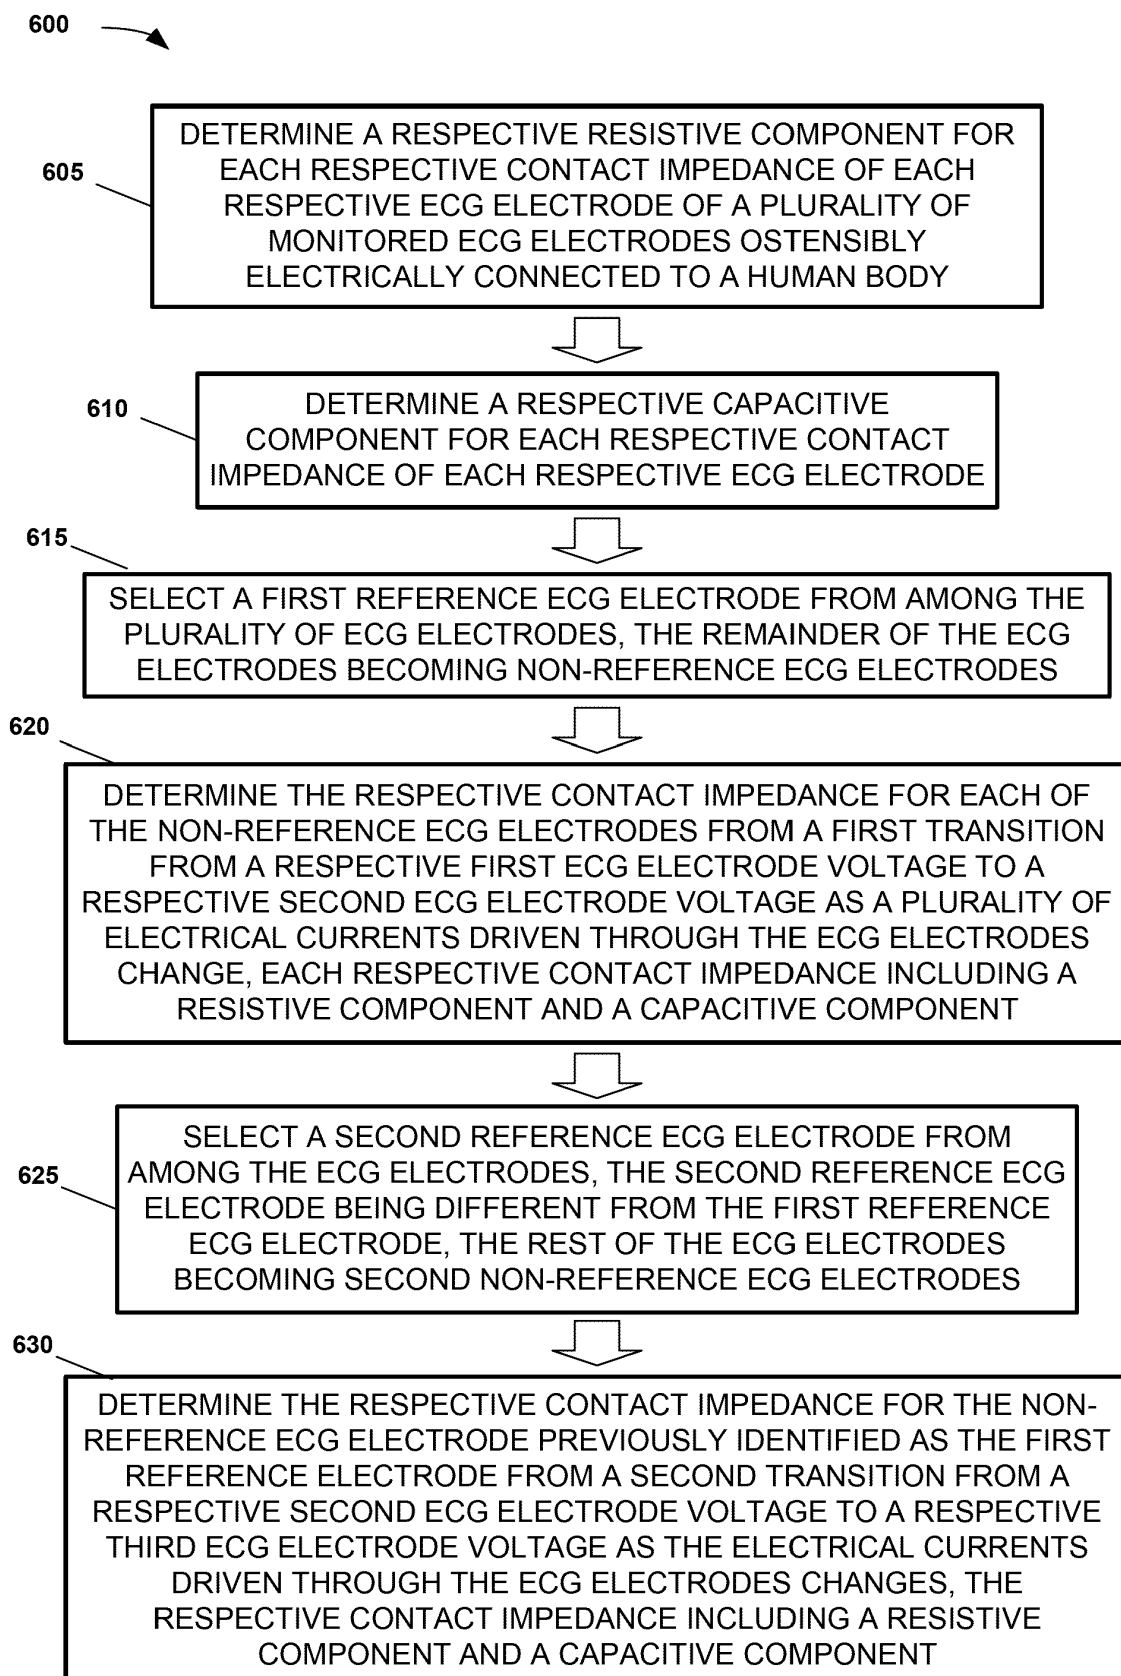 600
605
DETERMINE A RESPECTIVE RESISTIVE COMPONENT FOR
EACH RESPECTIVE CONTACT IMPEDANCE OF EACH
RESPECTIVE ECG ELECTRODE OF A PLURALITY OF
MONITORED ECG ELECTRODES OSTENSIBLY
ELECTRICALLY CONNECTED TO A HUMAN BODY
610
DETERMINE A RESPECTIVE CAPACITIVE
COMPONENT FOR EACH RESPECTIVE CONTACT
IMPEDANCE OF EACH RESPECTIVE ECG ELECTRODE
615
SELECT A FIRST REFERENCE ECG ELECTRODE FROM AMONG THE
PLURALITY OF ECG ELECTRODES, THE REMAINDER OF THE ECG
ELECTRODES BECOMING NON-REFERENCE ECG ELECTRODES
620
DETERMINE THE RESPECTIVE CONTACT IMPEDANCE FOR EACH OF
THE NON-REFERENCE ECG ELECTRODES FROM A FIRST TRANSITION
FROM A RESPECTIVE FIRST ECG ELECTRODE VOLTAGE TO A
RESPECTIVE SECOND ECG ELECTRODE VOLTAGE AS A PLURALITY OF
ELECTRICAL CURRENTS DRIVEN THROUGH THE ECG ELECTRODES
CHANGE, EACH RESPECTIVE CONTACT IMPEDANCE INCLUDING A
RESISTIVE COMPONENT AND A CAPACITIVE COMPONENT
625
SELECT A SECOND REFERENCE ECG ELECTRODE FROM
AMONG THE ECG ELECTRODES, THE SECOND REFERENCE ECG
ELECTRODE BEING DIFFERENT FROM THE FIRST REFERENCE
ECG ELECTRODE, THE REST OF THE ECG ELECTRODES
BECOMING SECOND NON-REFERENCE ECG ELECTRODES
630
DETERMINE THE RESPECTIVE CONTACT IMPEDANCE FOR THE NON-
REFERENCE ECG ELECTRODE PREVIOUSLY IDENTIFIED AS THE FIRST
REFERENCE ELECTRODE FROM A SECOND TRANSITION FROM A
RESPECTIVE SECOND ECG ELECTRODE VOLTAGE TO A RESPECTIVE
THIRD ECG ELECTRODE VOLTAGE AS THE ELECTRICAL CURRENTS
DRIVEN THROUGH THE ECG ELECTRODES CHANGES, THE
RESPECTIVE CONTACT IMPEDANCE INCLUDING A RESISTIVE
COMPONENT AND A CAPACITIVE COMPONENT